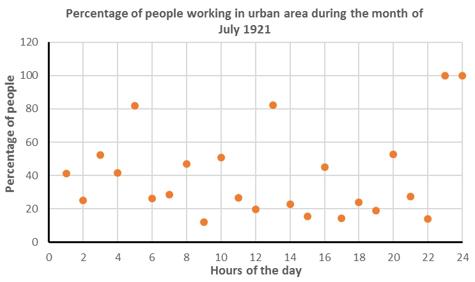 Percentage of people working in urban area during the month of
July 1921
120
100
80
60
40
20
0
Percentage of people
0 2 4 6 8 10 12 14 16 18 20 22 24
Hours of the day